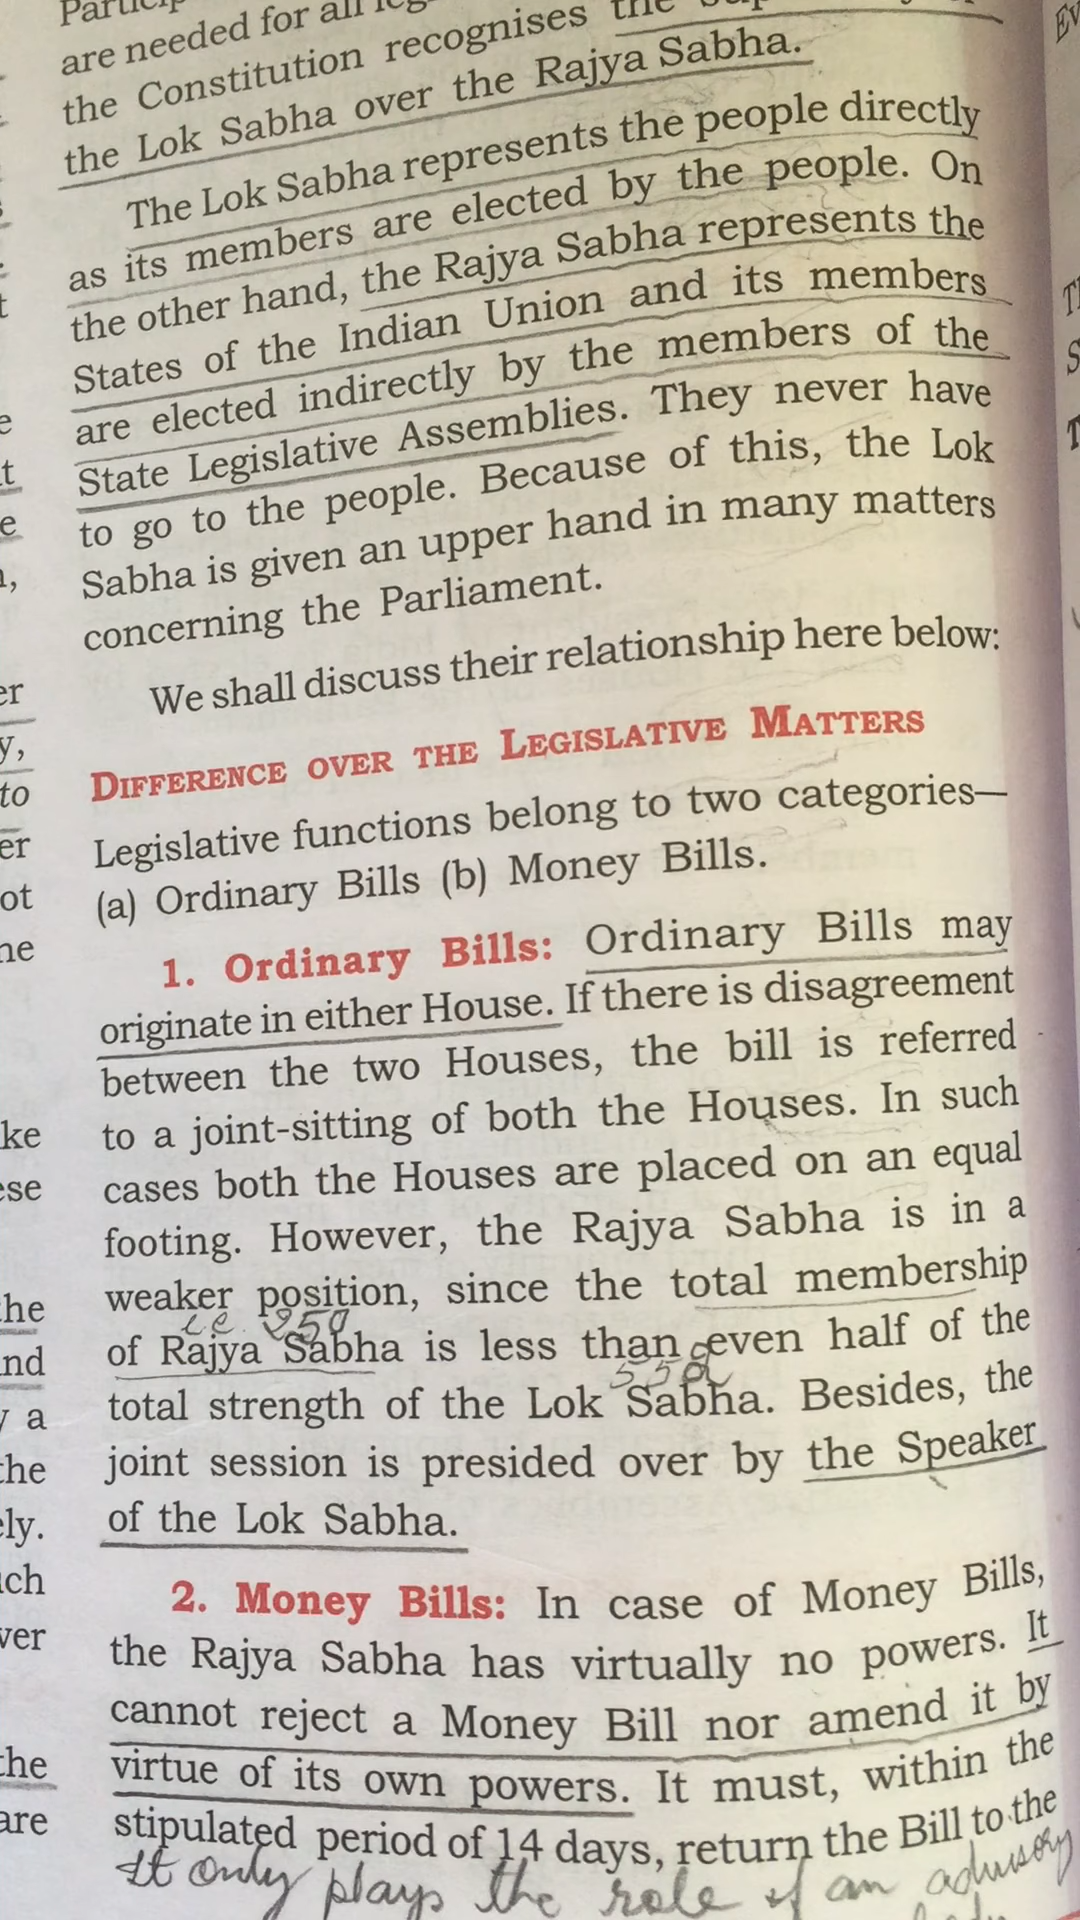 are needed for all
the Constitution recognises the
the Lok Sabha over the Rajya Sabha.
The Lok Sabha represents the people directly
as its members are elected by the people. On
the other hand, the Rajya Sabha represents the
States of the Indian Union and its members
are elected indirectly by the members of the
State Legislative Assemblies. They never have
to go to the people. Because of this, the Lok
Sabha is given an upper hand in many matters
concerning the Parliament.
We shall discuss their relationship here below:
DIFFERENCE OVER THE LEGISLATIVE MATTERS
Legislative functions belong to two categories—
(a) Ordinary Bills (b) Money Bills.
1. Ordinary Bills: Ordinary Bills may
originate in either House. If there is disagreement
between the two Houses, the bill is referred
to a joint-sitting of both the Houses. In such
cases both the Houses are placed on an equal
footing. However, the Rajya Sabha is in a
weaker position, since the total membership
i.e. 250
of Rajya Sabha is less than even half of the
552
total strength of the Lok Sabha. Besides, the
joint session is presided over by the Speaker
of the Lok Sabha.
2. Money Bills: In case of Money Bills,
the Rajya Sabha has virtually no powers. It
cannot reject a Money Bill nor amend it by
virtue of its own powers. It must, within the
stipulated period of 14 days, return the Bill to the
It only plays the role of an advisory